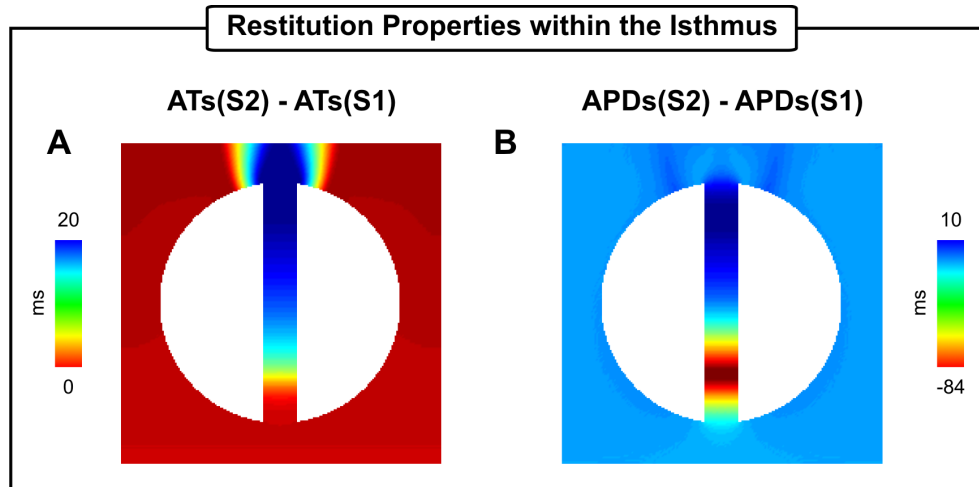 Restitution Properties within the Isthmus
ATs(S2) - ATs(S1)
APDs(S2) - APDs(S1)
A
B
20
ms
0
10
ms
-84